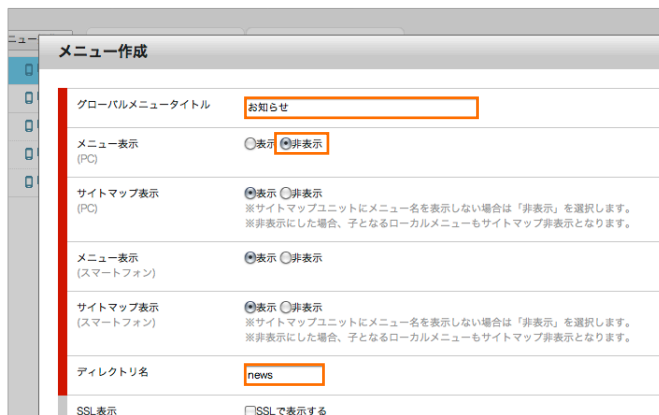 メニュー作成
グローバルメニュータイトル
お知らせ
メニュー表示
(PC)
表示 非表示
サイトマップ表示
(PC)
表示 非表示
※サイトマップユニットにメニュー名を表示しない場合は「非表示」を選択します。
※非表示にした場合、子となるローカルメニューもサイトマップ非表示となります。
メニュー表示
(スマートフォン)
表示 非表示
サイトマップ表示
(スマートフォン)
表示 非表示
※サイトマップユニットにメニュー名を表示しない場合は「非表示」を選択します。
※非表示にした場合、子となるローカルメニューもサイトマップ非表示となります。
ディレクトリ名
news
SSL表示
SSLで表示する